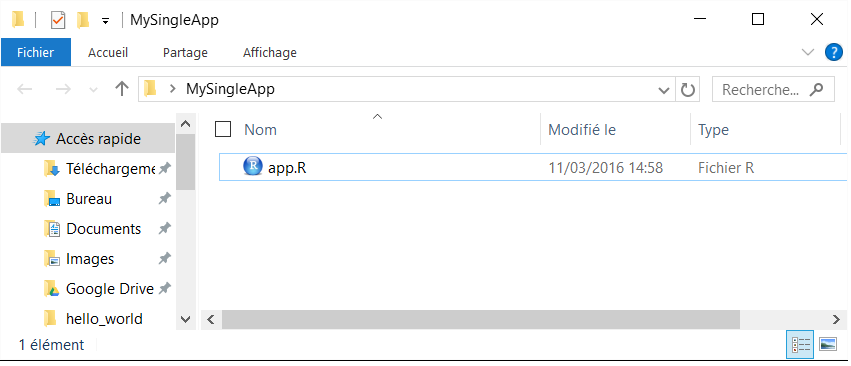 MySingleApp
Fichier Accueil Partage Affichage
MySingleApp Recherche...
Accès rapide
Nom Modifié le Type
Téléchargeme
app.R 11/03/2016 14:58 Fichier R
Bureau
Documents
Images
Google Drive
hello_world
1 élément